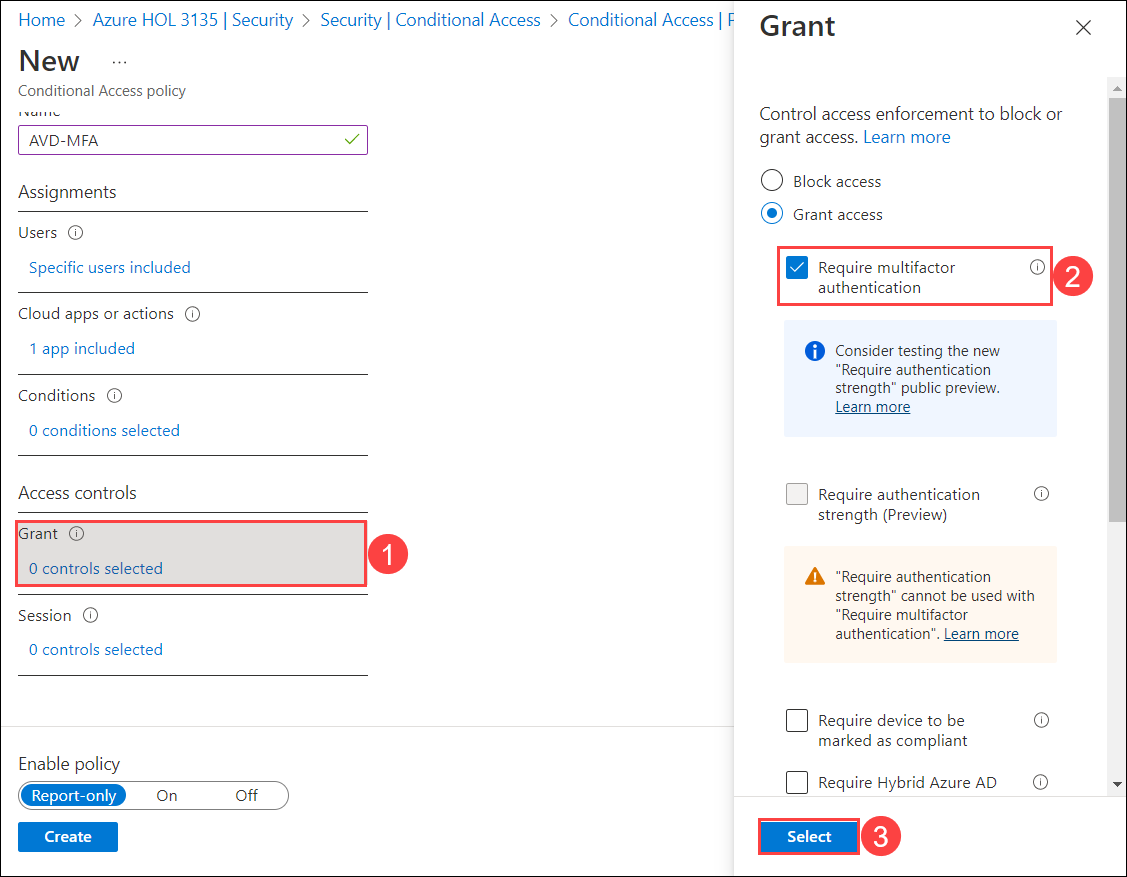 Home > Azure HOL 3135 | Security > Security | Conditional Access > Conditional Access |
New ...
Conditional Access policy
Name
AVD-MFA
Assignments
Users
Specific users included
Cloud apps or actions
1 app included
Conditions
0 conditions selected
Access controls
Grant
0 controls selected
1
Session
0 controls selected
Enable policy
Report-only On Off
Create
Grant
Control access enforcement to block or
grant access. Learn more
Block access
Grant access
Require multifactor
authentication
2
Consider testing the new
"Require authentication
strength" public preview.
Learn more
Require authentication
strength (Preview)
"Require authentication
strength" cannot be used with
"Require multifactor
authentication". Learn more
Require device to be
marked as compliant
Require Hybrid Azure AD
Select
3